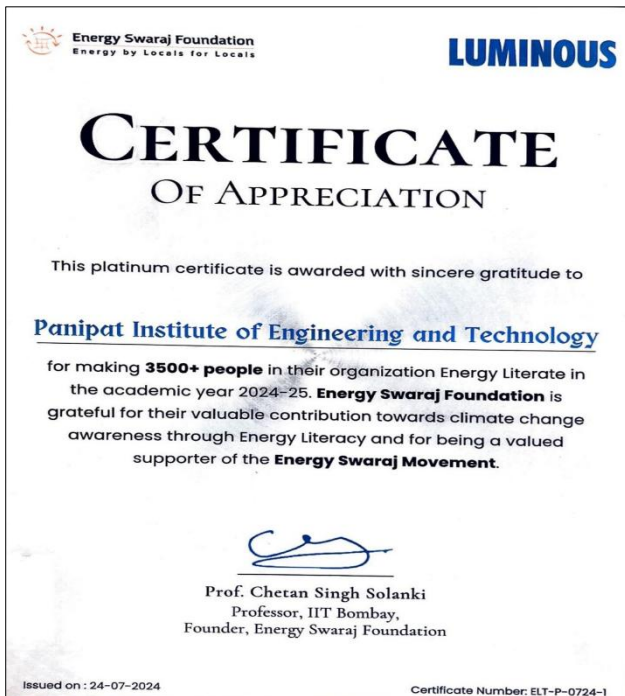 Energy Swaraj Foundation
Energy by Locals for Locals
LUMINOUS
CERTIFICATE
OF APPRECIATION
This platinum certificate is awarded with sincere gratitude to
Panipat Institute of Engineering and Technology
for making 3500+ people in their organization Energy Literate in
the academic year 2024-25. Energy Swaraj Foundation is
grateful for their valuable contribution towards climate change
awareness through Energy Literacy and for being a valued
supporter of the Energy Swaraj Movement.
Prof. Chetan Singh Solanki
Professor, IIT Bombay,
Founder, Energy Swaraj Foundation
Issued on : 24-07-2024
Certificate Number: ELT-P-0724-1